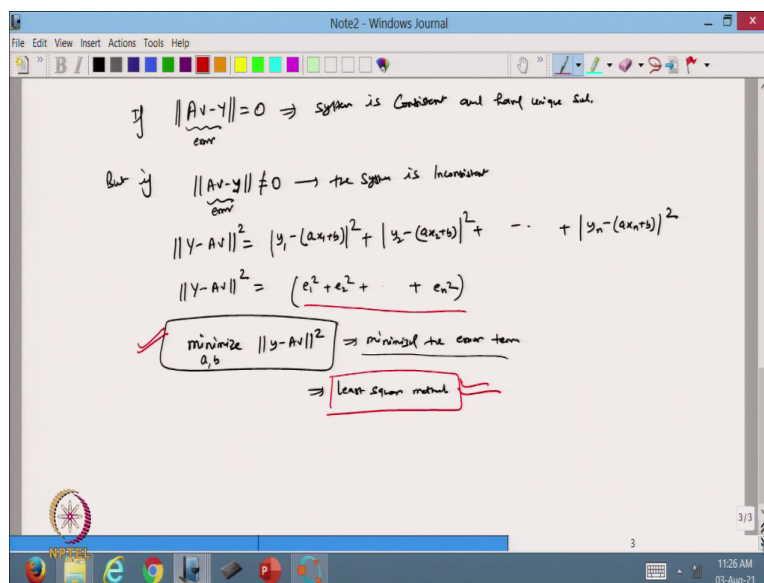 Note2 - Windows Journal
File Edit View Insert Actions Tools Help
If ||Av-Y|| = 0 ⇒ System is Consistent and have unique Sol.
error
But if ||Av-y|| ≠ 0 → the System is Inconsistent
error
||Y-Av||² = |y₁-(ax₁+b)|² + |y₂-(ax₂+b)|² + -- + |yₙ-(axₙ+b)|²
||Y-Av||² = (e₁²+e₂²+ . . + eₙ²)
minimize ||y-Av||² ⇒ minimized the error term
a,b
⇒ least square method
3/3
3
NPTEL
11:26 AM
03-Aug-21